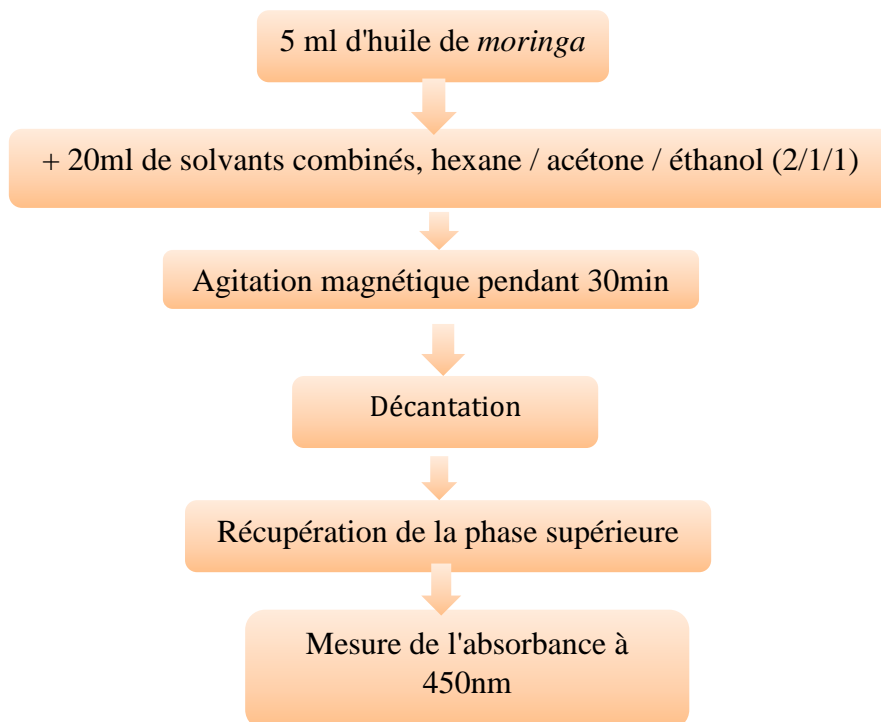 5 ml d'huile de moringa
+ 20ml de solvants combinés, hexane / acétone / éthanol (2/1/1)
Agitation magnétique pendant 30min
Décantation
Récupération de la phase supérieure
Mesure de l'absorbance à
450nm